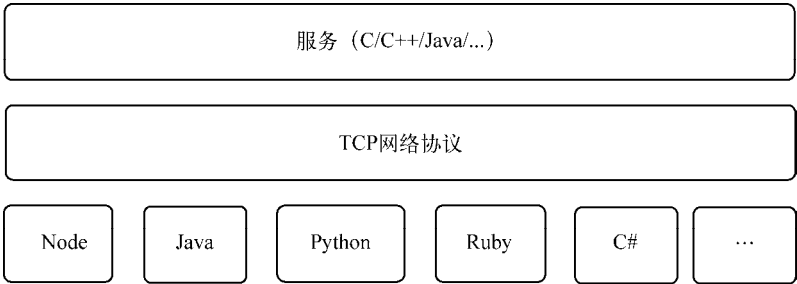 服务（C/C++/Java/...）
TCP网络协议
Node Java Python Ruby C# …